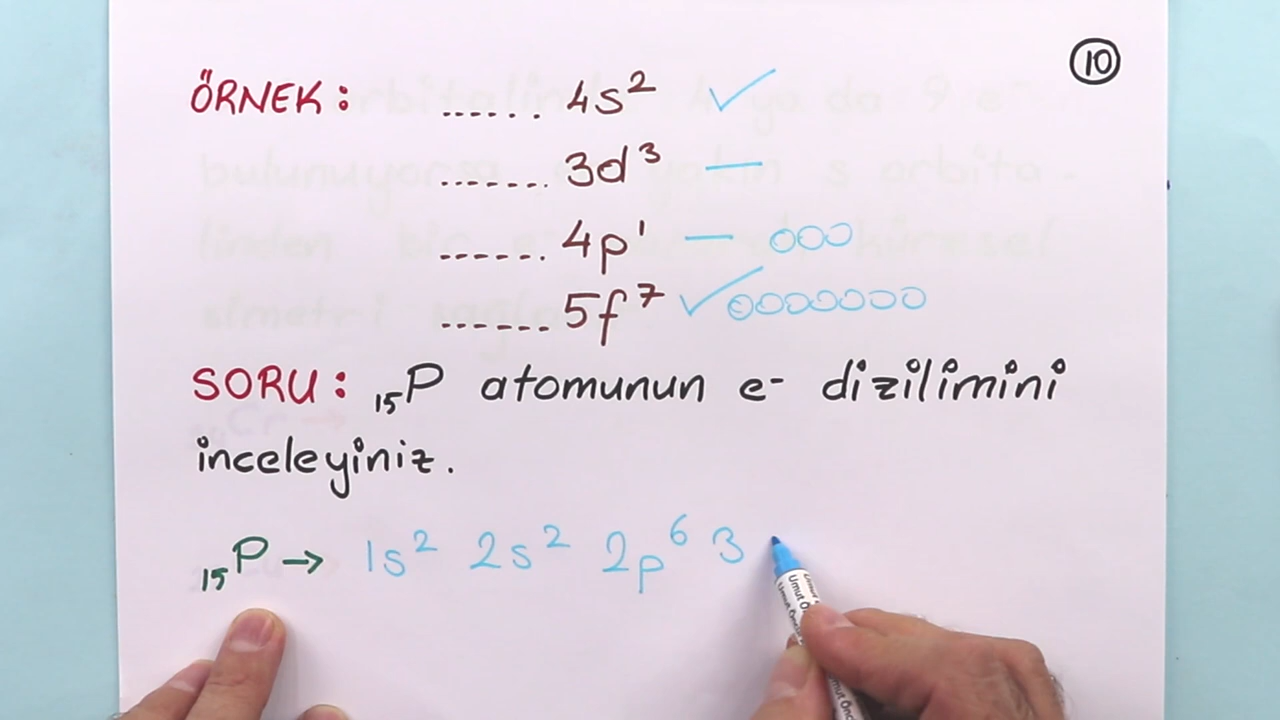 10
ÖRNEK: ...... 4s² ✓
....... 3d³ —
...... 4p¹ — ○○○
...... 5f⁷ ✓ ○○○○○○○
SORU: ₁₅P atomunun e- dizilimini
inceleyiniz.
₁₅P → 1s² 2s² 2p⁶ 3